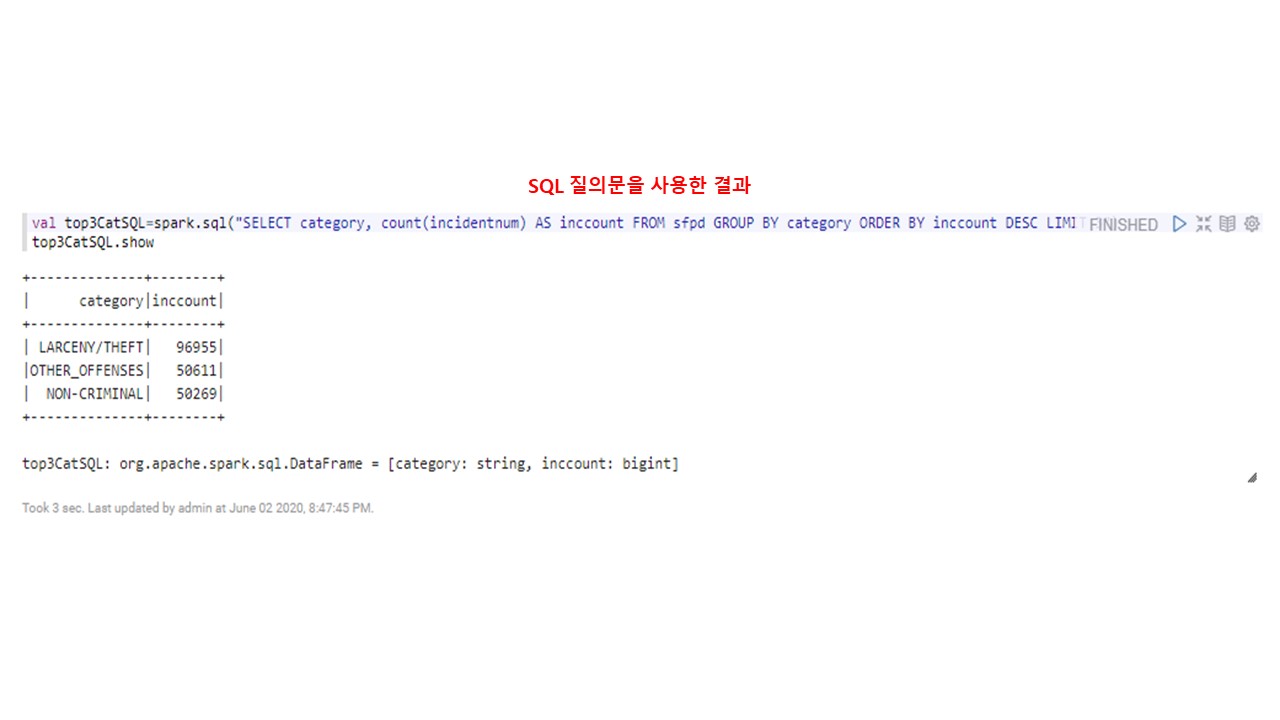 SQL 질의문을 사용한 결과
val top3CatSQL=spark.sql("SELECT category, count(incidentnum) AS inccount FROM sfpd GROUP BY category ORDER BY inccount DESC LIMI FINISHED
top3CatSQL.show
+--------------+--------+
|      category|inccount|
+--------------+--------+
| LARCENY/THEFT|   96955|
|OTHER_OFFENSES|   50611|
|  NON-CRIMINAL|   50269|
+--------------+--------+
top3CatSQL: org.apache.spark.sql.DataFrame = [category: string, inccount: bigint]
Took 3 sec. Last updated by admin at June 02 2020, 8:47:45 PM.